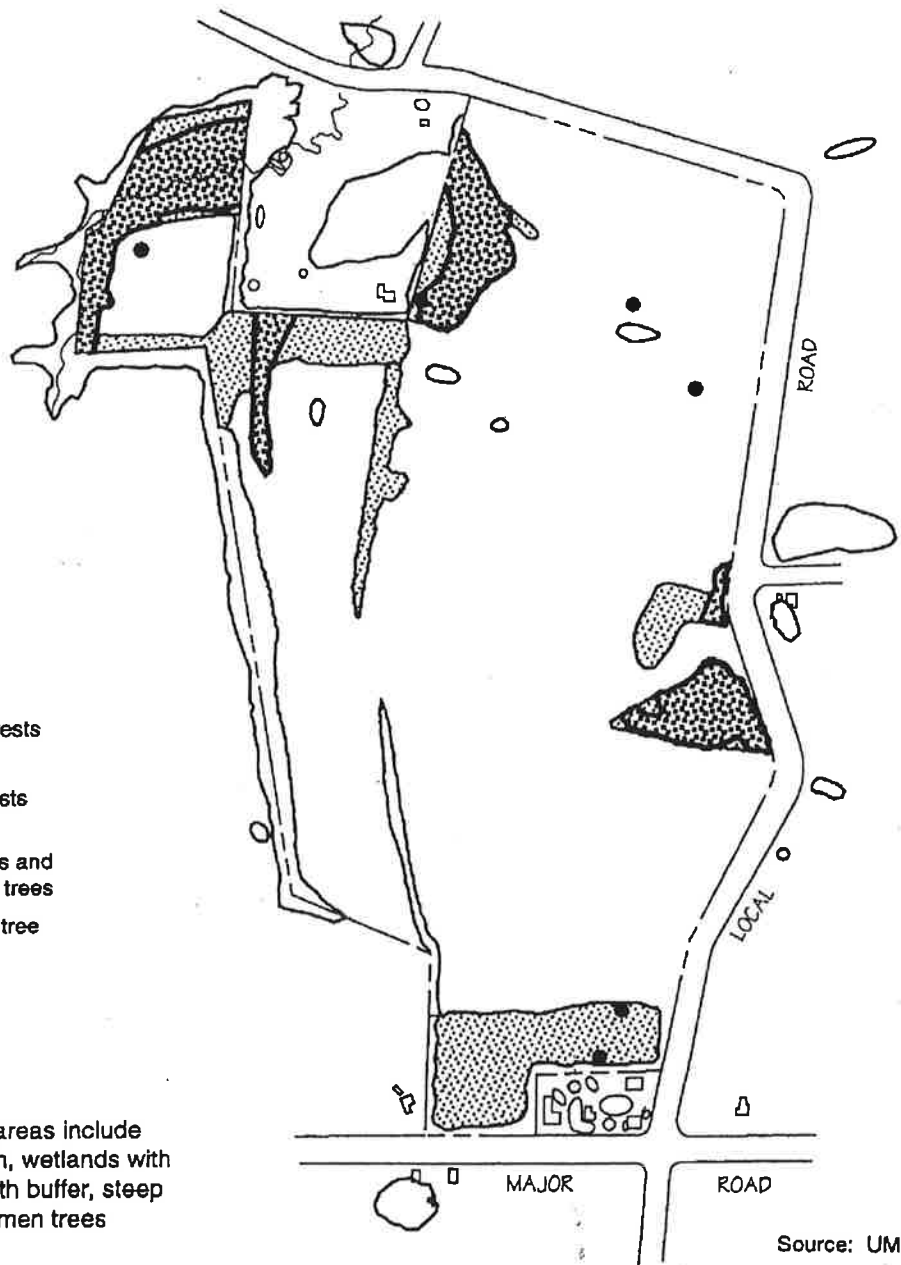 ROAD
ests
sts
s and
trees
tree
LOCAL
areas include
n, wetlands with
th buffer, steep
men trees
MAJOR ROAD
Source: UM